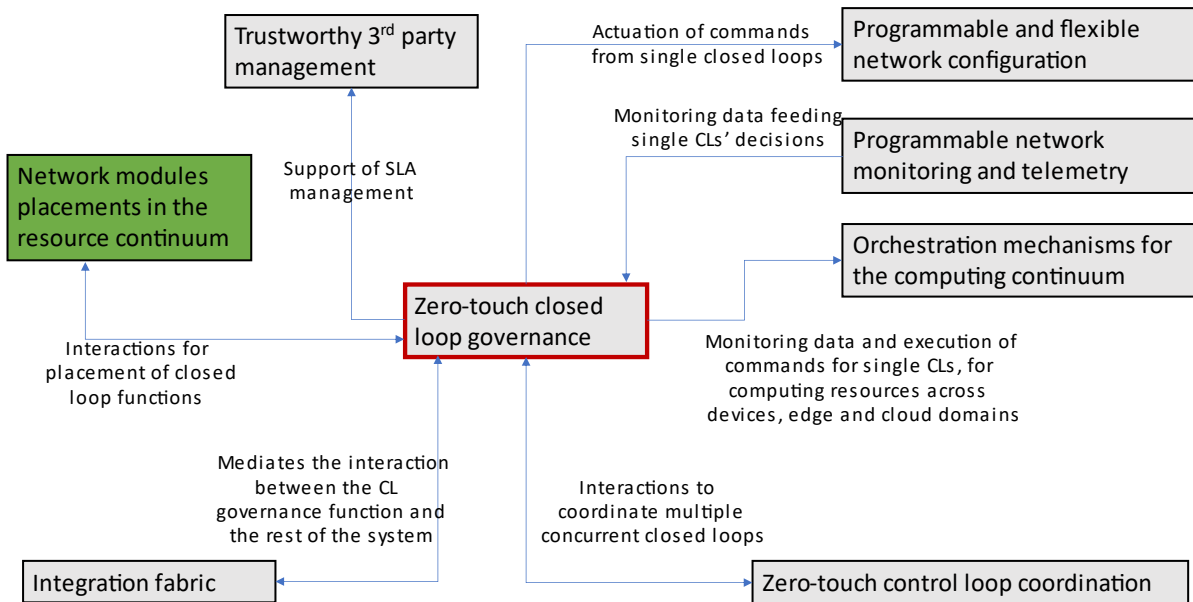 Trustworthy 3rd party
management
Actuation of commands
from single closed loops
Programmable and flexible
network configuration
Monitoring data feeding
single CLs’ decisions
Programmable network
monitoring and telemetry
Network modules
placements in the
resource continuum
Support of SLA
management
Orchestration mechanisms for
the computing continuum
Zero-touch closed
loop governance
Interactions for
placement of closed
loop functions
Monitoring data and execution of
commands for single CLs, for
computing resources across
devices, edge and cloud domains
Mediates the interaction
between the CL
governance function and
the rest of the system
Interactions to
coordinate multiple
concurrent closed loops
Integration fabric
Zero-touch control loop coordination